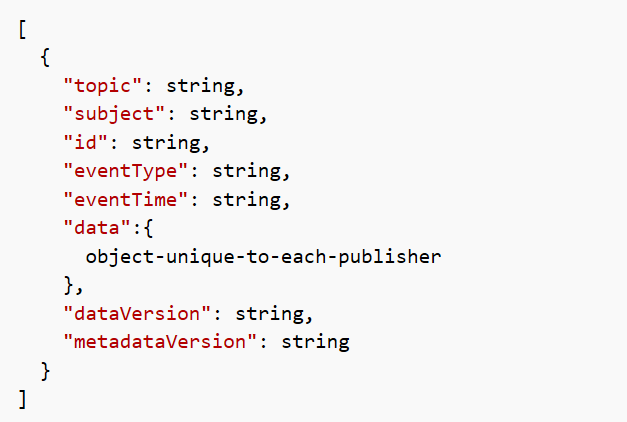 [
  {
    "topic": string,
    "subject": string,
    "id": string,
    "eventType": string,
    "eventTime": string,
    "data":{
      object-unique-to-each-publisher
    },
    "dataVersion": string,
    "metadataVersion": string
  }
]